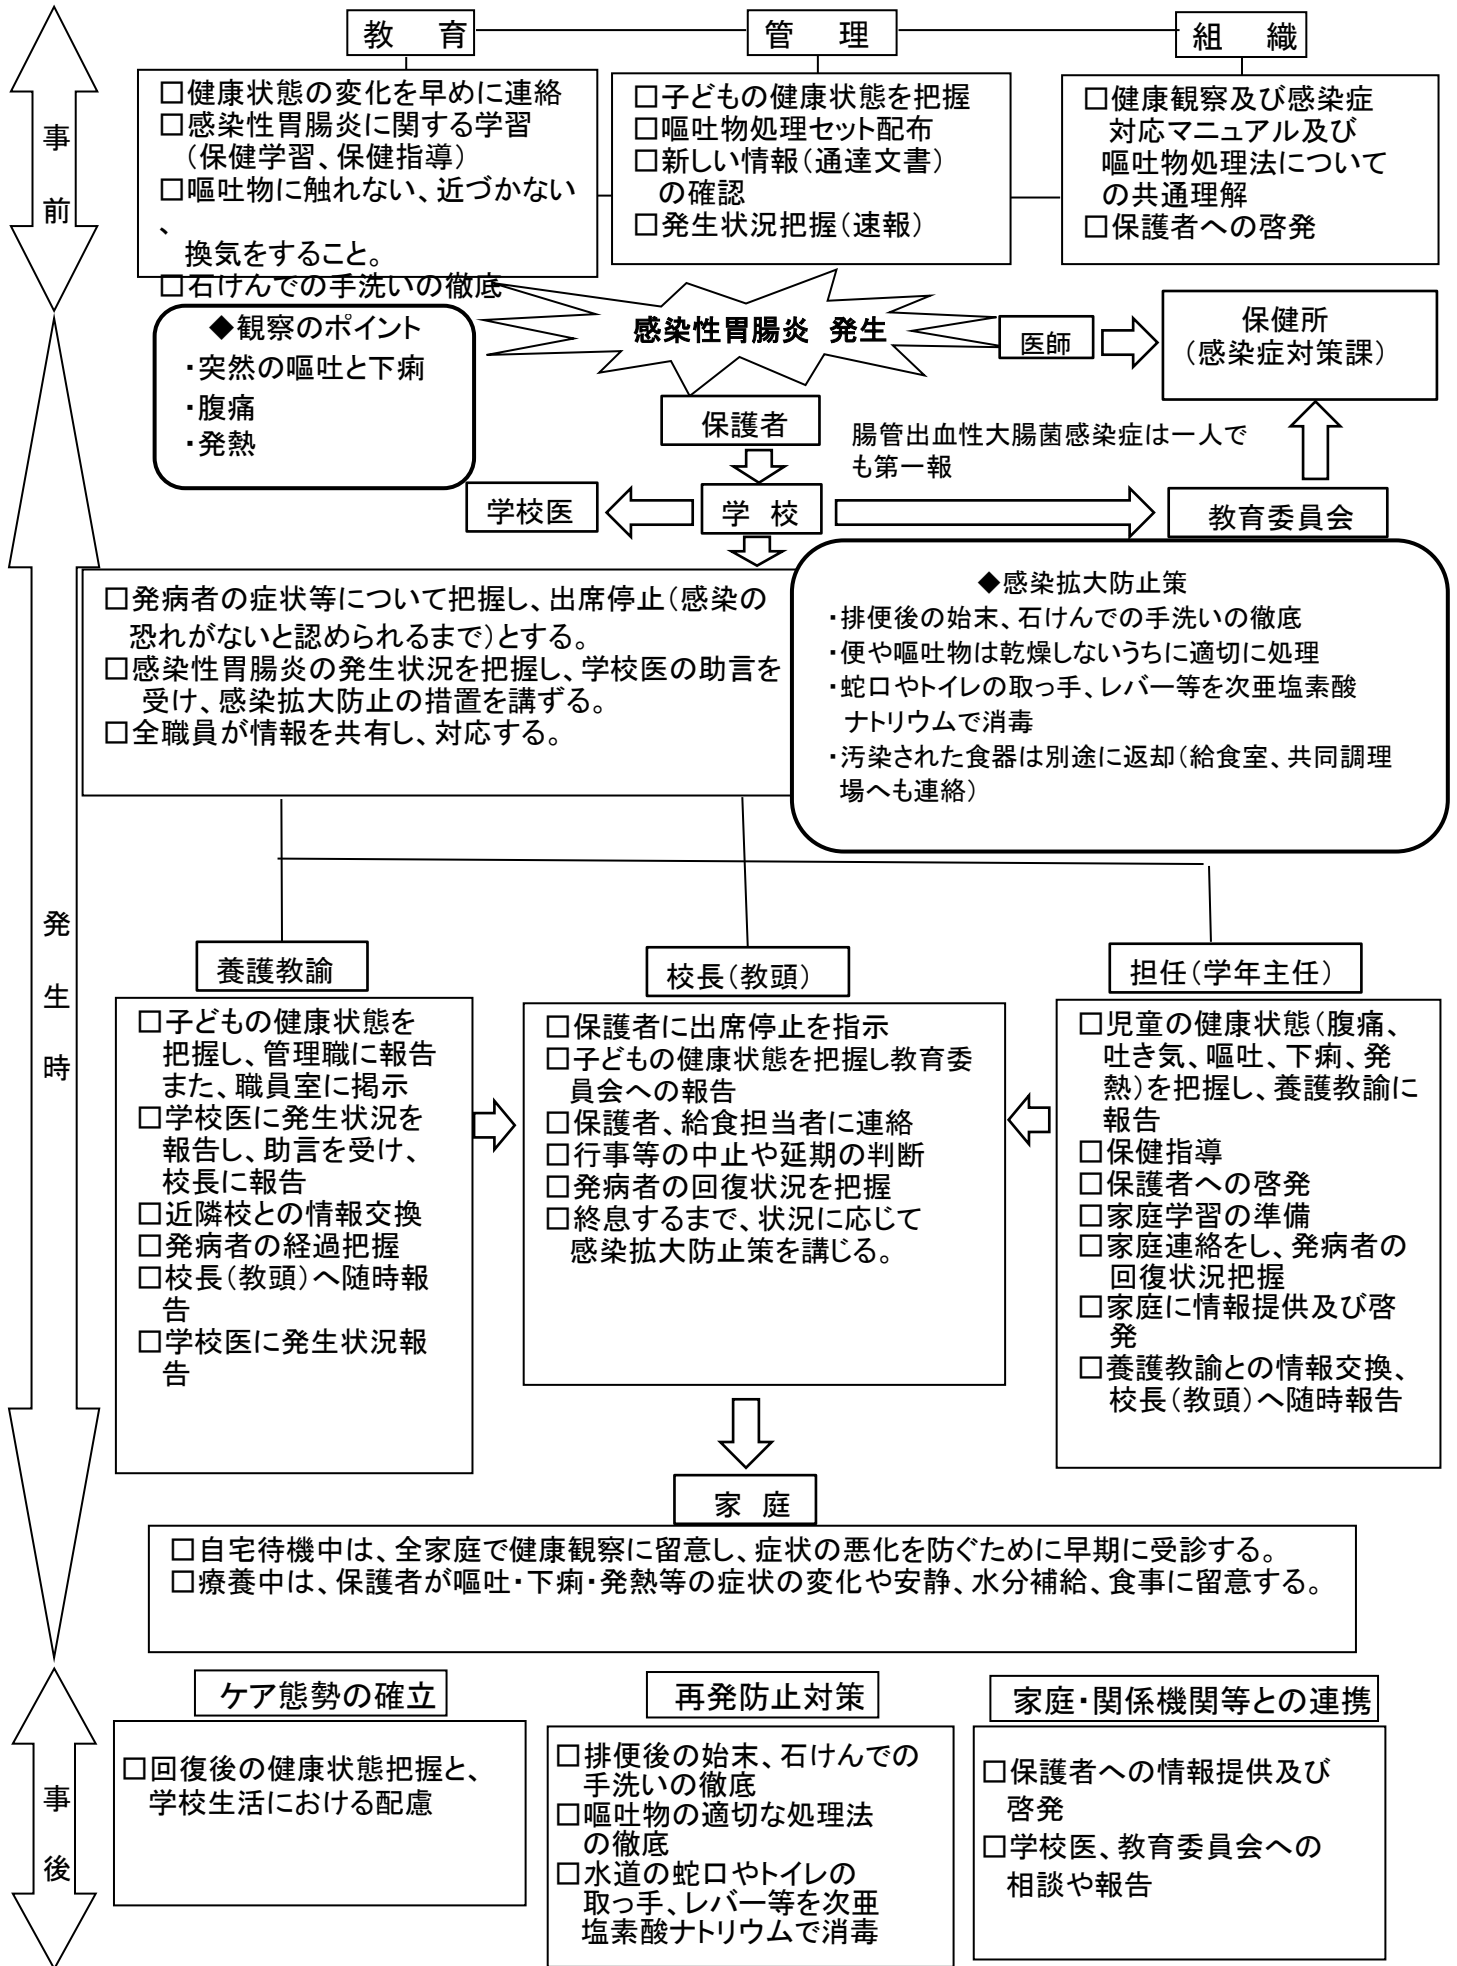 教　育
管　理
組　織
事
前
□健康状態の変化を早めに連絡
□感染性胃腸炎に関する学習
（保健学習、保健指導）
□嘔吐物に触れない、近づかない
、
換気をすること。
□石けんでの手洗いの徹底
□子どもの健康状態を把握
□嘔吐物処理セット配布
□新しい情報（通達文書）
の確認
□発生状況把握（速報）
□健康観察及び感染症
対応マニュアル及び
嘔吐物処理法について
の共通理解
□保護者への啓発
◆観察のポイント
・突然の嘔吐と下痢
・腹痛
・発熱
感染性胃腸炎　発生
医師
保健所
（感染症対策課）
保護者
腸管出血性大腸菌感染症は一人で
も第一報
学校医
学　校
教育委員会
□発病者の症状等について把握し、出席停止（感染の
恐れがないと認められるまで）とする。
□感染性胃腸炎の発生状況を把握し、学校医の助言を
受け、感染拡大防止の措置を講ずる。
□全職員が情報を共有し、対応する。
◆感染拡大防止策
・排便後の始末、石けんでの手洗いの徹底
・便や嘔吐物は乾燥しないうちに適切に処理
・蛇口やトイレの取っ手、レバー等を次亜塩素酸
ナトリウムで消毒
・汚染された食器は別途に返却（給食室、共同調理
場へも連絡）
発
生
時
養護教諭
□子どもの健康状態を
把握し、管理職に報告
また、職員室に掲示
□学校医に発生状況を
報告し、助言を受け、
校長に報告
□近隣校との情報交換
□発病者の経過把握
□校長（教頭）へ随時報
告
□学校医に発生状況報
告
校長（教頭）
□保護者に出席停止を指示
□子どもの健康状態を把握し教育委
員会への報告
□保護者、給食担当者に連絡
□行事等の中止や延期の判断
□発病者の回復状況を把握
□終息するまで、状況に応じて
感染拡大防止策を講じる。
担任（学年主任）
□児童の健康状態（腹痛、
吐き気、嘔吐、下痢、発
熱）を把握し、養護教諭に
報告
□保健指導
□保護者への啓発
□家庭学習の準備
□家庭連絡をし、発病者の
回復状況把握
□家庭に情報提供及び啓
発
□養護教諭との情報交換、
校長（教頭）へ随時報告
家　庭
□自宅待機中は、全家庭で健康観察に留意し、症状の悪化を防ぐために早期に受診する。
□療養中は、保護者が嘔吐・下痢・発熱等の症状の変化や安静、水分補給、食事に留意する。
事
後
ケア態勢の確立
□回復後の健康状態把握と、
学校生活における配慮
再発防止対策
□排便後の始末、石けんでの
手洗いの徹底
□嘔吐物の適切な処理法
の徹底
□水道の蛇口やトイレの
取っ手、レバー等を次亜
塩素酸ナトリウムで消毒
家庭・関係機関等との連携
□保護者への情報提供及び
啓発
□学校医、教育委員会への
相談や報告